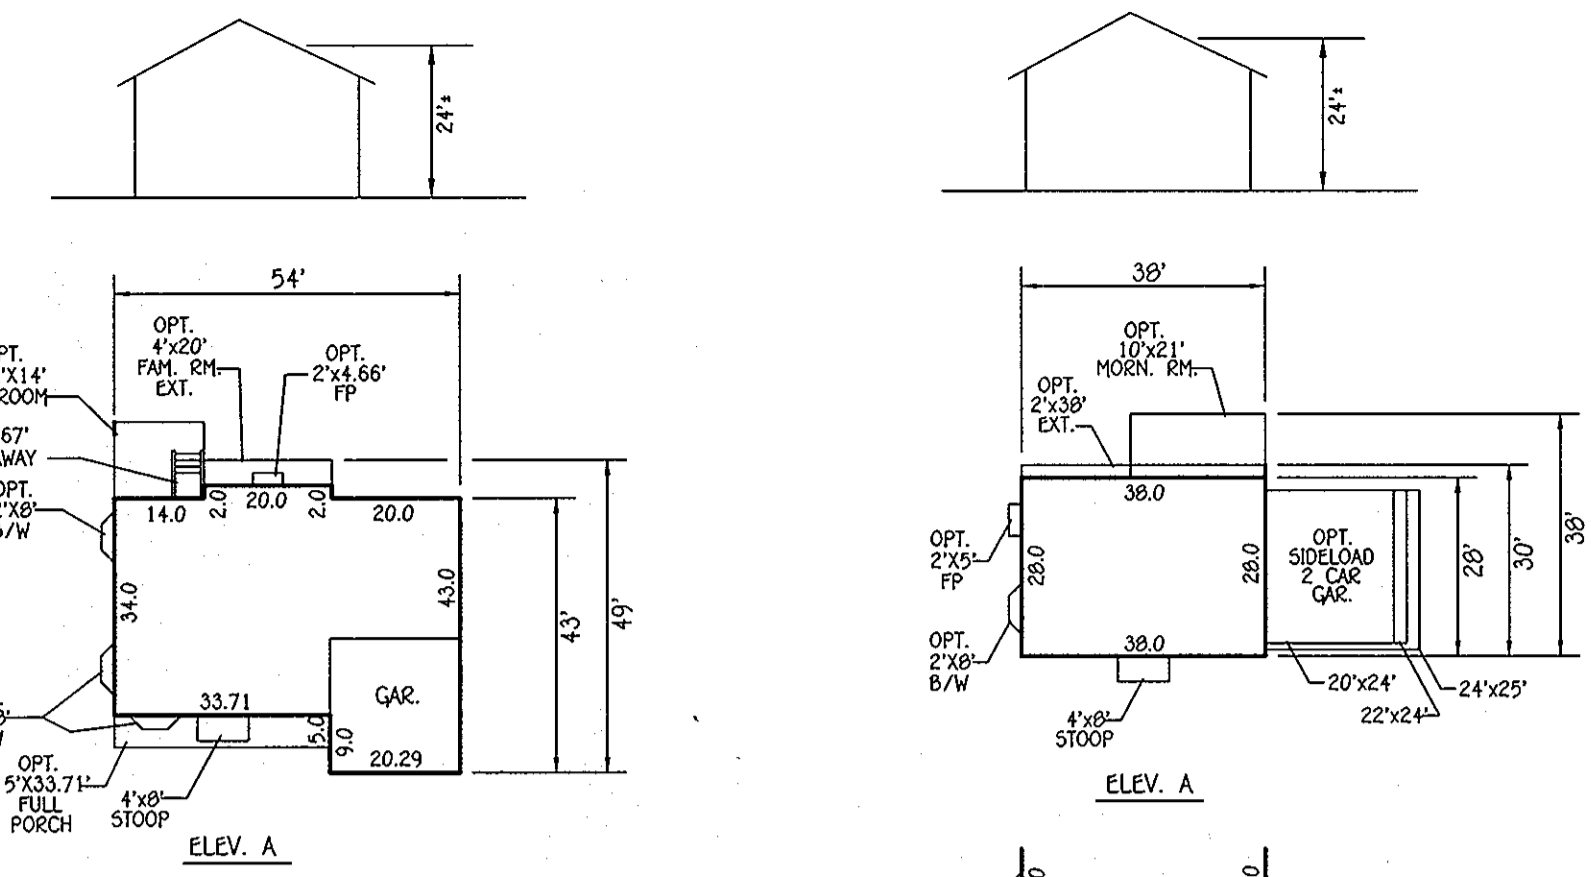 24'±
54'
OPT.
4'x20'
FAM. RM.
EXT.
OPT.
2'x4.66'
FP
X14'
ROOM
67'
OPT.
X8'
14.0
2.0
20.0
2.0
20.0
34.0
43.0
43'
49'
33.71
5.0
9.0
GAR.
20.29
OPT.
5'X33.71'
FULL
PORCH
4'x8'
STOOP
ELEV. A
24'±
38'
OPT.
10'x21'
MORN. RM.
OPT.
2'x38'
EXT.
38.0
OPT.
2'X5'
FP
28.0
28.0
OPT.
SIDELOAD
2 CAR
GAR.
28'
30'
38'
OPT.
2'X8'
B/W
38.0
20'x24'
24'x25'
22'x24'
4'x8'
STOOP
ELEV. A